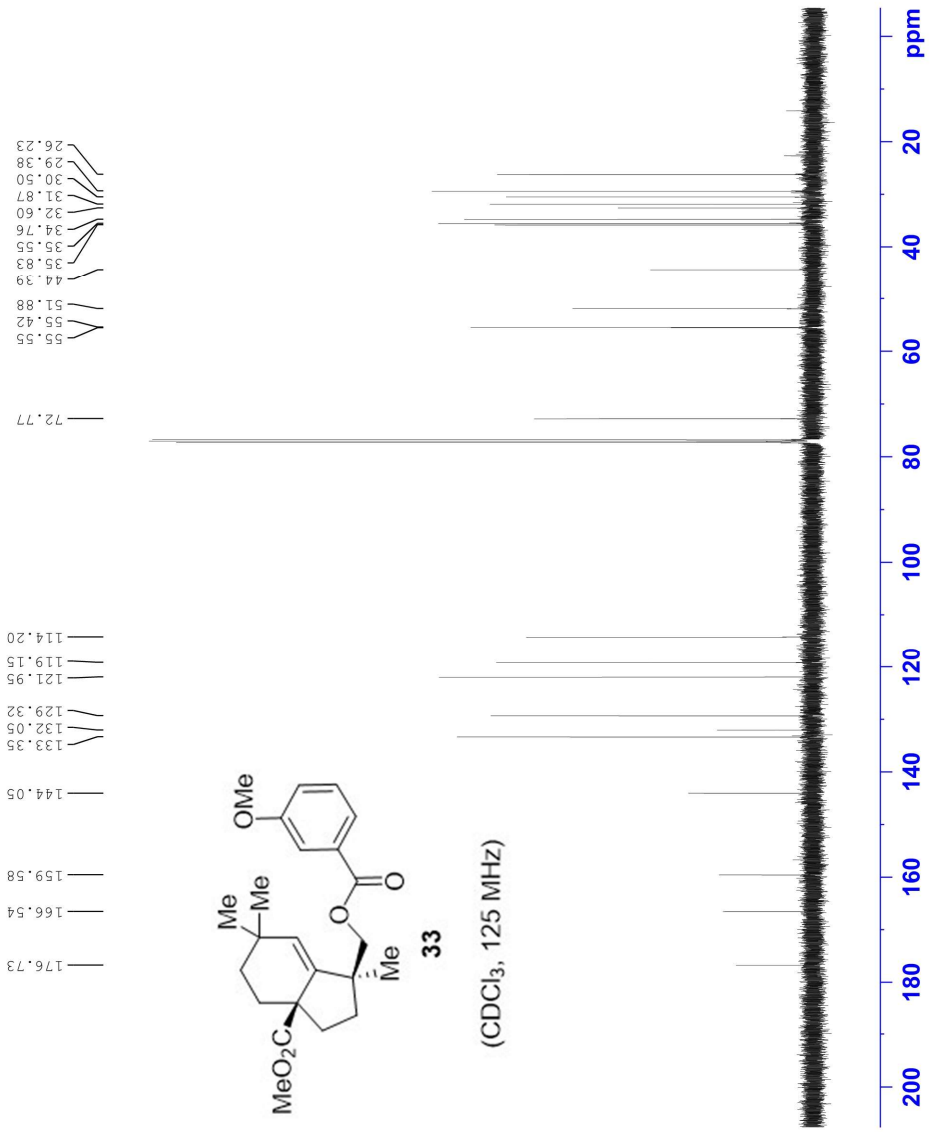 176.73
166.54
159.58
144.05
133.35
132.05
129.32
121.95
119.15
114.20
72.77
55.55
55.42
51.88
44.39
35.83
35.55
34.76
32.60
31.87
30.50
29.38
26.23
OMe
Me
Me
O
O
MeO₂C
Me
33
(CDCl₃, 125 MHz)
200 180 160 140 120 100 80 60 40 20 ppm